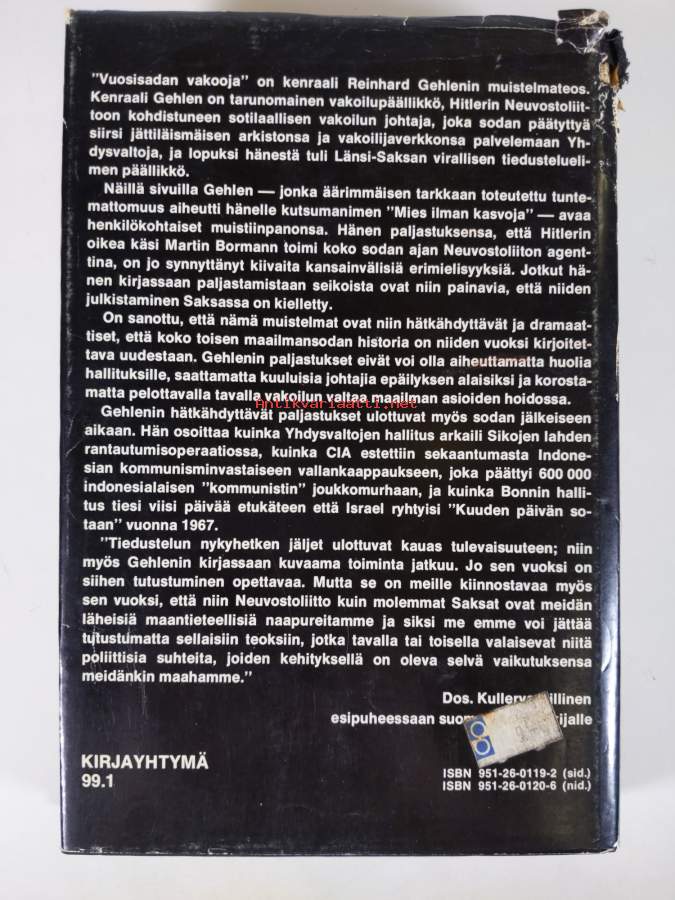 "Vuosisadan vakooja" on kenraali Reinhard Gehlenin muistelmateos.
Kenraali Gehlen on tarunomainen vakoilupäällikkö, Hitlerin Neuvostoliit-
toon kohdistuneen sotilaallisen vakoilun johtaja, joka sodan päätyttyä
siirsi jättiläismäisen arkistonsa ja vakoilijaverkkonsa palvelemaan Yh-
dysvaltoja, ja lopuksi hänestä tuli Länsi-Saksan virallisen tiedustelueli-
men päällikkö.
Näillä sivuilla Gehlen — jonka äärimmäisen tarkkaan toteutettu tunte-
mattomuus aiheutti hänelle kutsumanimen "Mies ilman kasvoja" — avaa
henkilökohtaiset muistiinpanonsa. Hänen paljastuksensa, että Hitlerin
oikea käsi Martin Bormann toimi koko sodan ajan Neuvostoliiton agent-
tina, on jo synnyttänyt kiivaita kansainvälisiä erimielisyyksiä. Jotkut hä-
nen kirjassaan paljastamistaan seikoista ovat niin painavia, että niiden
julkistaminen Saksassa on kielletty.
On sanottu, että nämä muistelmat ovat niin hätkähdyttävät ja dramaat-
tiset, että koko toisen maailmansodan historia on niiden vuoksi kirjoitet-
tava uudestaan. Gehlenin paljastukset eivät voi olla aiheuttamatta huolia
hallituksille, saattamatta kuuluisia johtajia epäilyksen alaisiksi ja korosta-
matta pelottavalla tavalla vakoilun valtaa maailman asioiden hoidossa.
Antikvariaatti.net
Gehlenin hätkähdyttävät paljastukset ulottuvat myös sodan jälkeiseen
aikaan. Hän osoittaa kuinka Yhdysvaltojen hallitus arkaili Sikojen lahden
rantautumisoperaatiossa, kuinka CIA estettiin sekaantumasta Indone-
sian kommunisminvastaiseen vallankaappaukseen, joka päättyi 600 000
indonesialaisen "kommunistin" joukkomurhaan, ja kuinka Bonnin halli-
tus tiesi viisi päivää etukäteen että Israel ryhtyisi "Kuuden päivän so-
taan" vuonna 1967.
"Tiedustelun nykyhetken jäljet ulottuvat kauas tulevaisuuteen; niin
myös Gehlenin kirjassaan kuvaama toiminta jatkuu. Jo sen vuoksi on
siihen tutustuminen opettavaa. Mutta se on meille kiinnostavaa myös
sen vuoksi, että niin Neuvostoliitto kuin molemmat Saksat ovat meidän
läheisiä maantieteellisiä naapureitamme ja siksi me emme voi jättää
tutustumatta sellaisiin teoksiin, jotka tavalla tai toisella valaisevat niitä
poliittisia suhteita, joiden kehityksellä on oleva selvä vaikutuksensa
meidänkin maahamme."
Dos.
esipuheessaan
KIRJAYHTYMÄ
99.1
ISBN 951-26-0119-2 (sid.)
ISBN 951-26-0120-6 (nid.)